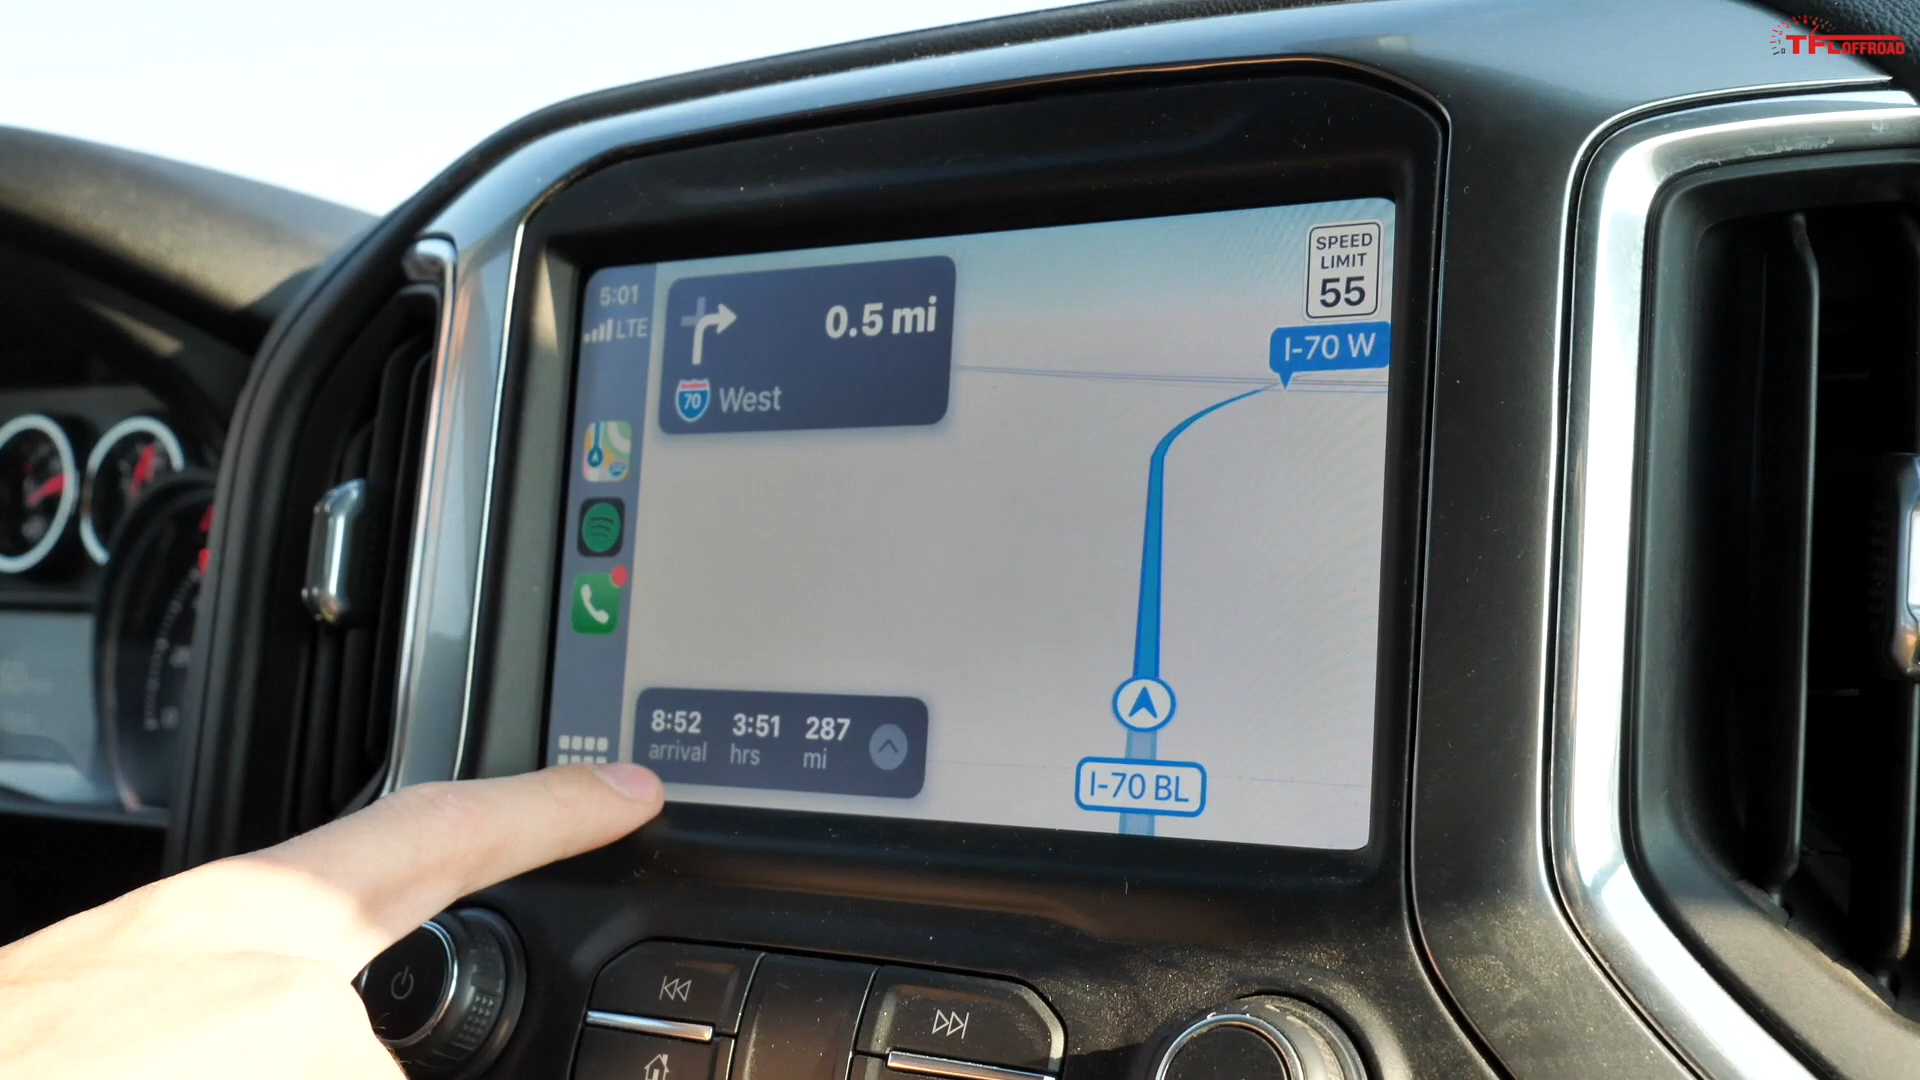 TFLOFFROAD
SPEED
LIMIT
55
5:01
LTE
0.5 mi
70 West
I-70 W
8:52 3:51 287
arrival hrs mi
I-70 BL